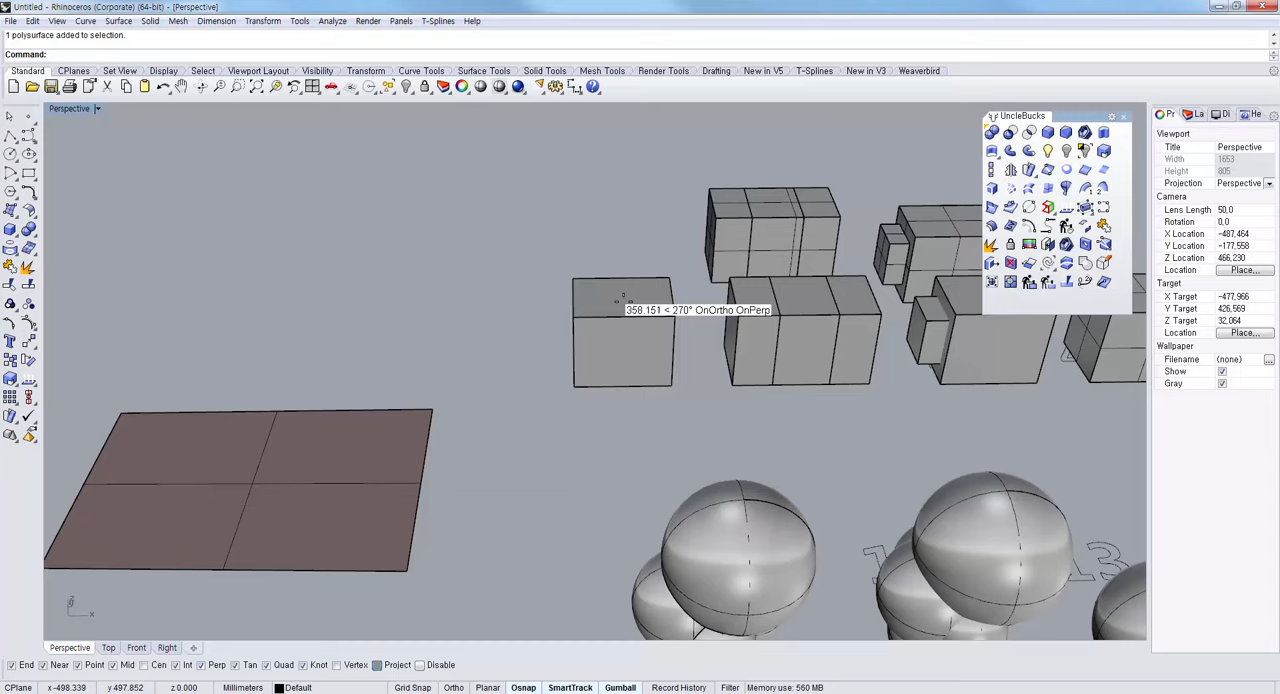 Untitled - Rhinoceros (Corporate) (64-bit) - [Perspective]
File Edit View Curve Surface Solid Mesh Dimension Transform Tools Analyze Render Panels T-Splines Help
1 polysurface added to selection.
Command:
Standard CPlanes Set View Display Select Viewport Layout Visibility Transform Curve Tools Surface Tools Solid Tools Mesh Tools Render Tools Drafting New in V5 T-Splines New in V3 Weaverbird
Perspective
UncleBucks
Pr La Di He
Viewport
Title Perspective
Width 1653
Height 805
Projection Perspective
Camera
Lens Length 50,0
Rotation 0,0
X Location -487,464
Y Location -177,558
Z Location 466,230
Location Place...
Target
X Target -477,966
Y Target 426,569
Z Target 32,064
Location Place...
Wallpaper
Filename (none) ...
Show
Gray
358.151 < 270° OnOrtho OnPerp
13
z x
Perspective Top Front Right
End Near Point Mid Cen Int Perp Tan Quad Knot Vertex Project Disable
CPlane x -498.339 y 497.852 z 0.000 Millimeters Default Grid Snap Ortho Planar Osnap SmartTrack Gumball Record History Filter Memory use: 560 MB